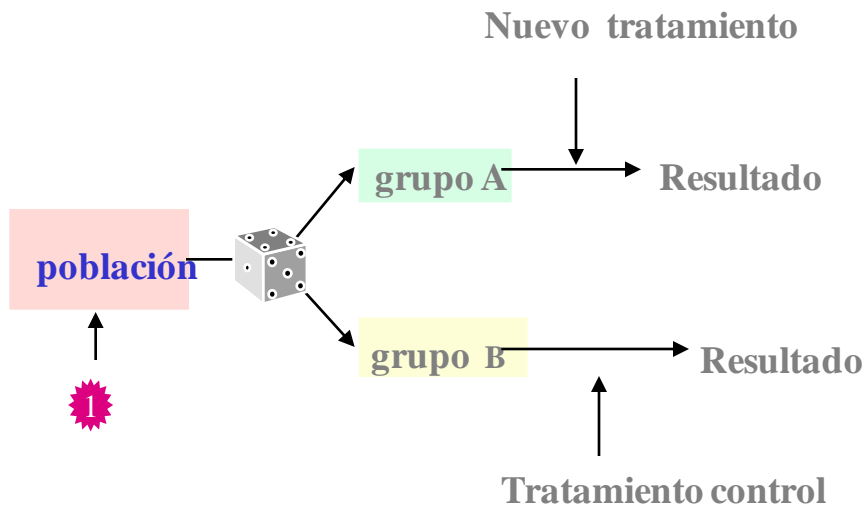 Nuevo tratamiento
grupo A
Resultado
población
grupo B
Resultado
1
Tratamiento control